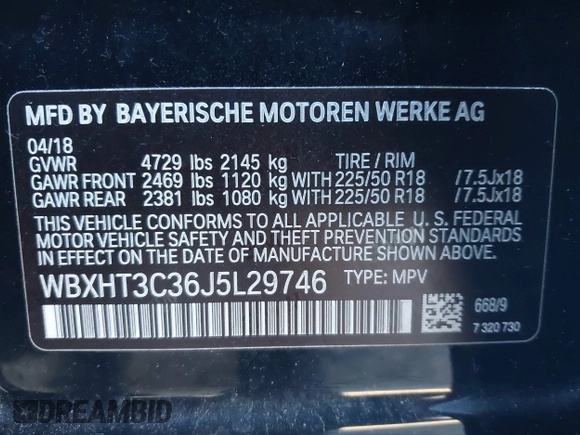 MFD BY BAYERISCHE MOTOREN WERKE AG
04/18
GVWR 4729 lbs 2145 kg TIRE / RIM
GAWR FRONT 2469 lbs 1120 kg WITH 225/50 R18 /7.5Jx18
GAWR REAR 2381 lbs 1080 kg WITH 225/50 R18 /7.5Jx18
THIS VEHICLE CONFORMS TO ALL APPLICABLE U. S. FEDERAL
MOTOR VEHICLE SAFETY, BUMPER, AND THEFT PREVENTION STANDARDS
IN EFFECT ON THE DATE OF MANUFACTURE SHOWN ABOVE.
WBXHT3C36J5L29746 TYPE: MPV
668/9
7 320 730
DREAMBID